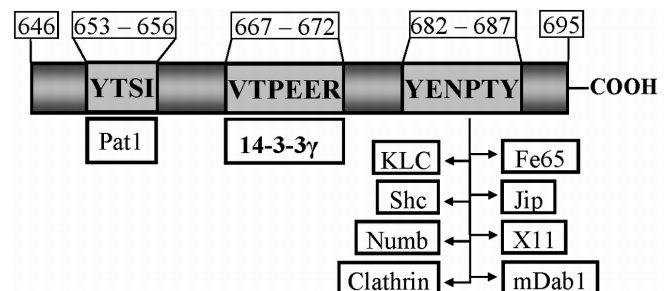 646 653 – 656 667 – 672 682 – 687 695
YTSI VTPEER YENPTY –COOH
Pat1 14-3-3γ
KLC Fe65
Shc Jip
Numb X11
Clathrin mDab1